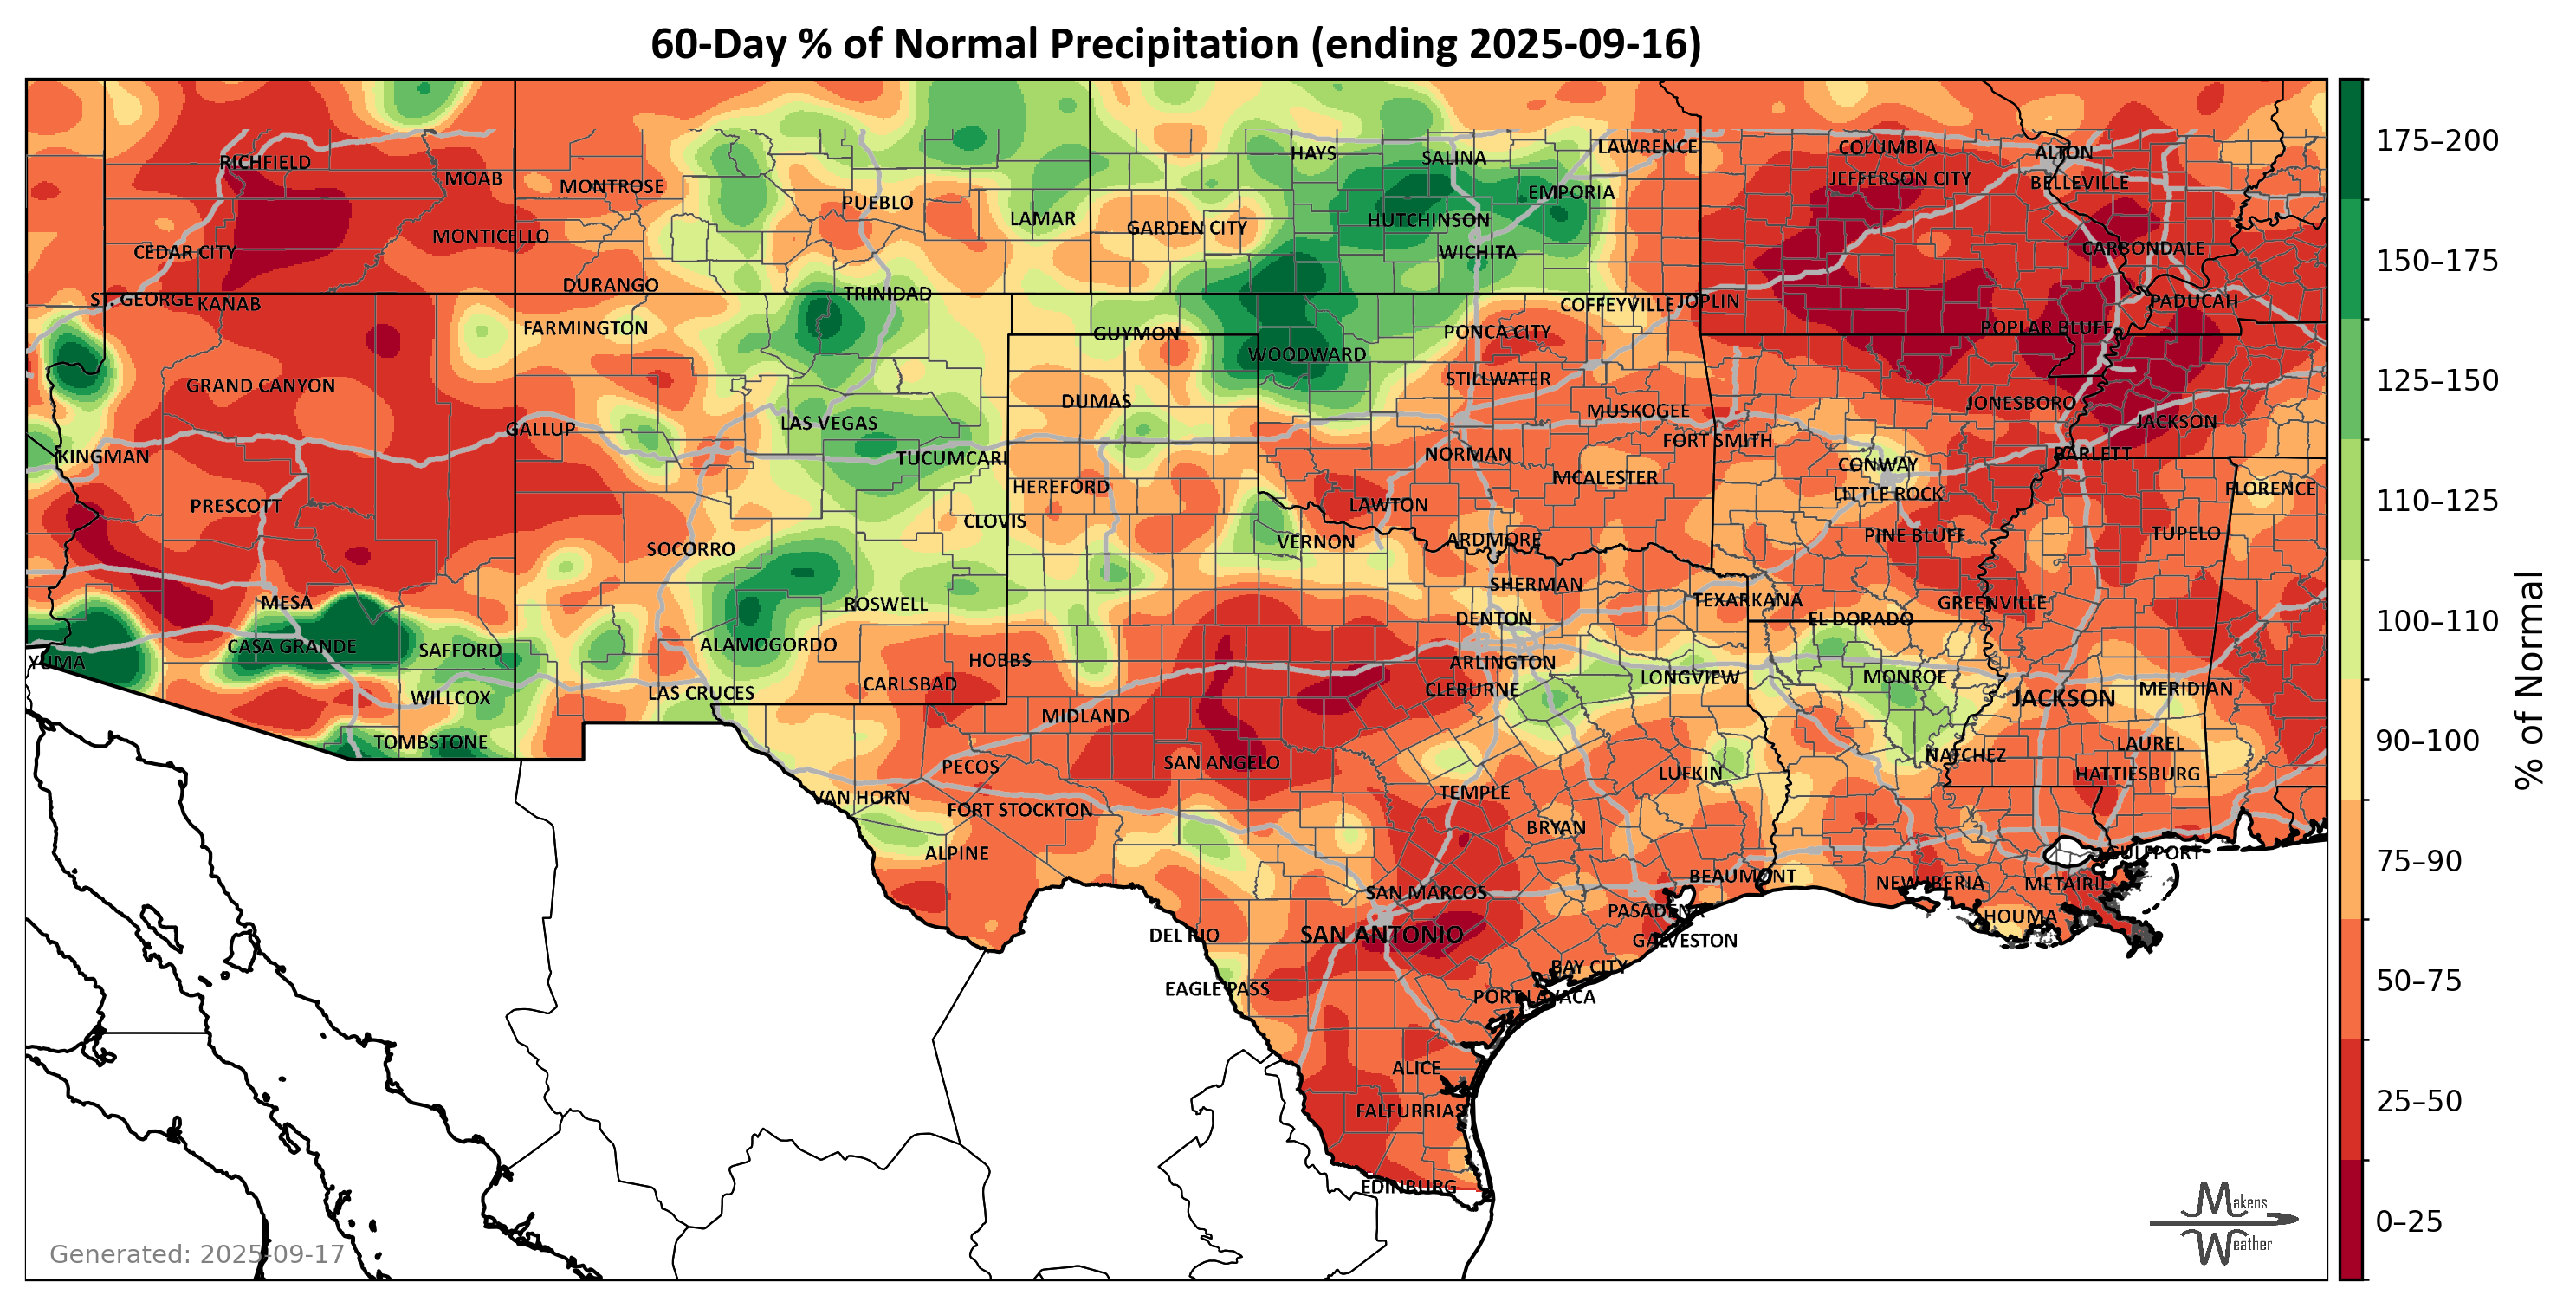 60-Day % of Normal Precipitation (ending 2025-09-16)
RICHFIELD
MOAB
MONTROSE
PUEBLO
LAMAR
HAYS
SALINA
LAWRENCE
EMPORIA
COLUMBIA
ALTON
JEFFERSON CITY
BELLEVILLE
CEDAR CITY
MONTICELLO
GARDEN CITY
HUTCHINSON
WICHITA
CARBONDALE
ST. GEORGE
KANAB
DURANGO
TRINIDAD
COFFEYVILLE
JOPLIN
PADUCAH
FARMINGTON
GUYMON
PONCA CITY
POPLAR BLUFF
WOODWARD
GRAND CANYON
DUMAS
STILLWATER
MUSKOGEE
JONESBORO
JACKSON
GALLUP
LAS VEGAS
FORT SMITH
KINGMAN
TUCUMCARI
NORMAN
BARLETT
CONWAY
PRESCOTT
HEREFORD
LAWTON
MCALESTER
LITTLE ROCK
FLORENCE
CLOVIS
SOCORRO
VERNON
ARDMORE
PINE BLUFF
TUPELO
MESA
ROSWELL
SHERMAN
TEXARKANA
GREENVILLE
DENTON
EL DORADO
YUMA
CASA GRANDE
SAFFORD
ALAMOGORDO
HOBBS
ARLINGTON
WILLCOX
LAS CRUCES
CARLSBAD
CLEBURNE
LONGVIEW
MONROE
JACKSON
MERIDIAN
TOMBSTONE
MIDLAND
PECOS
SAN ANGELO
NATCHEZ
LAUREL
VAN HORN
FORT STOCKTON
TEMPLE
LUFKIN
HATTIESBURG
ALPINE
BRYAN
GULFPORT
SAN MARCOS
BEAUMONT
NEW IBERIA
METAIRIE
DEL RIO
SAN ANTONIO
PASADENA
GALVESTON
HOUMA
EAGLE PASS
BAY CITY
PORT LAVACA
ALICE
FALFURRIAS
EDINBURG
175–200
150–175
125–150
110–125
100–110
90–100
75–90
50–75
25–50
0–25
% of Normal
Generated: 2025-09-17
Makens
Weather